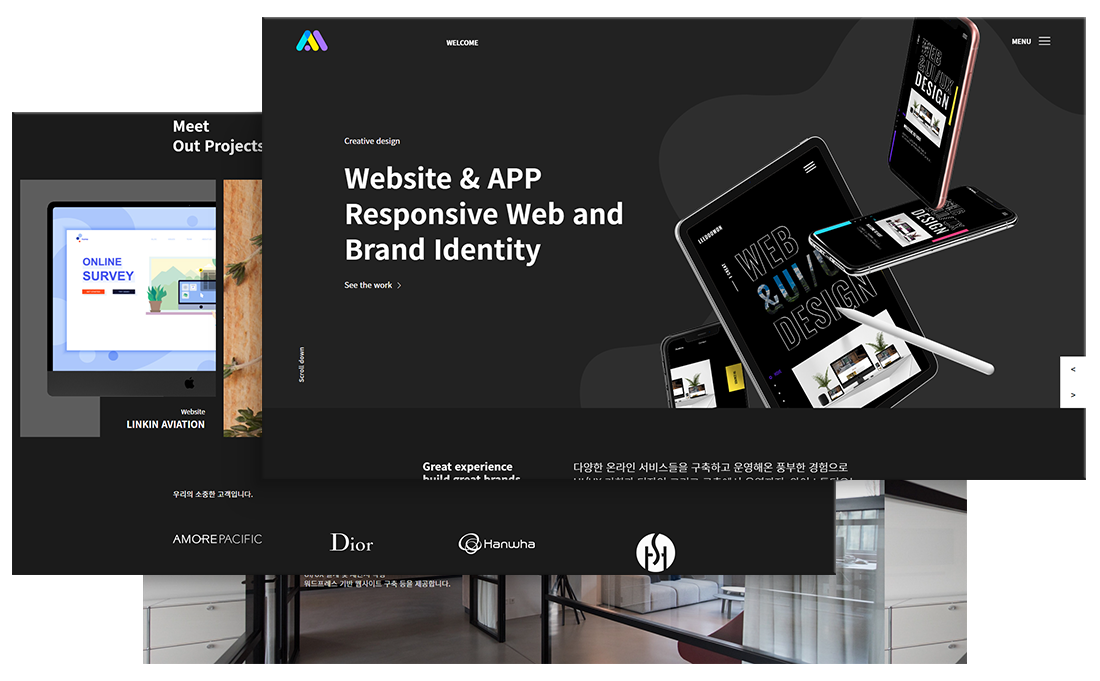 WELCOME
MENU
Creative design
Website & APP
Responsive Web and
Brand Identity
See the work >
Scroll down
<
>
WEB
&UI/UX
DESIGN
WEB
&UI/UX
DESIGN
DESIGN
Great experience
build great brands
다양한 온라인 서비스들을 구축하고 운영해온 풍부한 경험으로
Meet
Out Projects
ONLINE
SURVEY
Website
LINKIN AVIATION
우리의 소중한 고객입니다.
AMOREPACIFIC
Dior
Hanwha
워드프레스 기반 웹사이트 구축 등을 제공합니다.